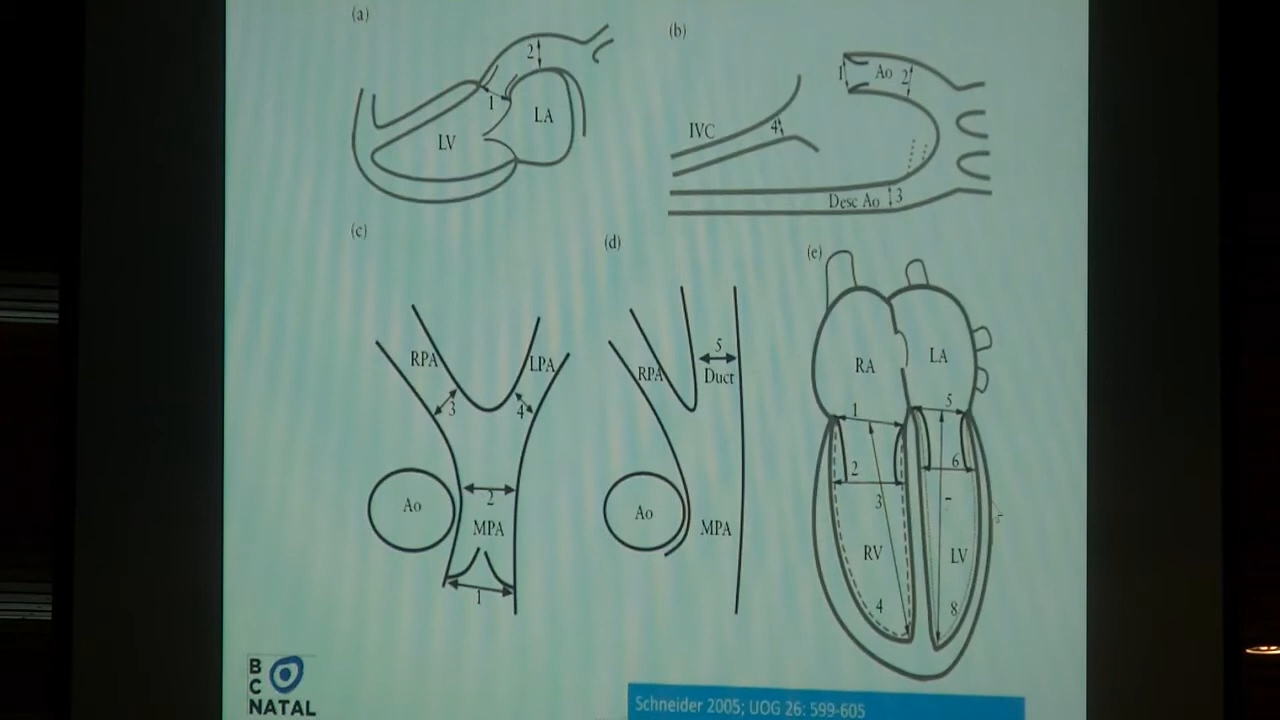 (a)
2
1
LV
LA
(b)
1
Ao
2
IVC
4
Desc Ao
3
(c)
RPA
LPA
3
4
Ao
2
MPA
1
(d)
5
RPA
Duct
Ao
MPA
(e)
RA
LA
1
5
2
6
3
RV
LV
4
8
B
C
NATAL
Schneider 2005; UOG 26: 599-605